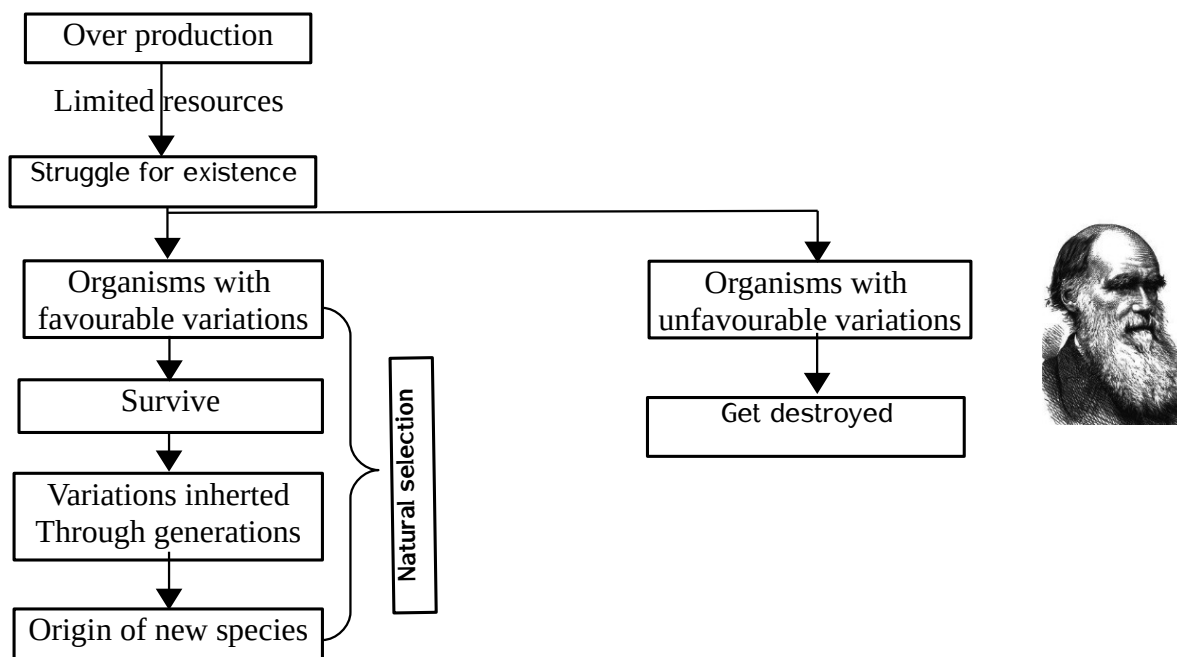 Over production
Limited resources
Struggle for existence
Organisms with
favourable variations
Organisms with
unfavourable variations
Survive
Get destroyed
Natural selection
Variations inherted
Through generations
Origin of new species